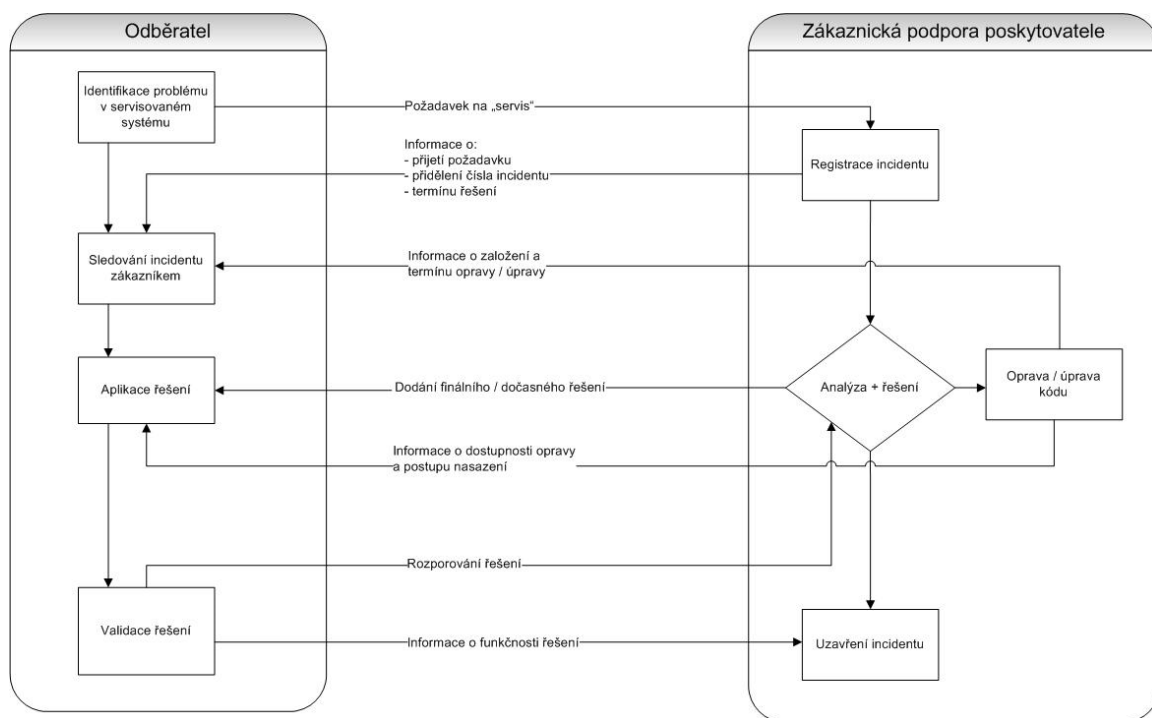 Odběratel
Zákaznická podpora poskytovatele
Identifikace problému
v servisovaném
systému
Požadavek na „servis“
Informace o:
- přijetí požadavku
- přidělení čísla incidentu
- termínu řešení
Registrace incidentu
Sledování incidentu
zákazníkem
Informace o založení a
termínu opravy / úpravy
Aplikace řešení
Dodání finálního / dočasného řešení
Analýza + řešení
Oprava / úprava
kódu
Informace o dostupnosti opravy
a postupu nasazení
Rozporování řešení
Validace řešení
Informace o funkčnosti řešení
Uzavření incidentu